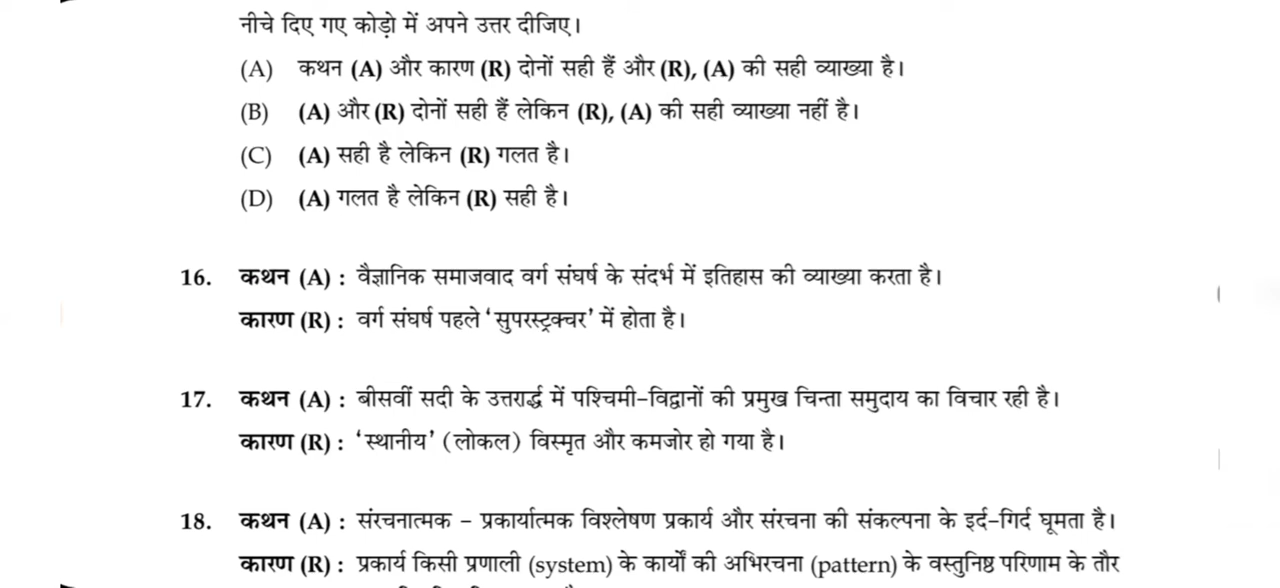 नीचे दिए गए कोड़ो में अपने उत्तर दीजिए।
(A) कथन (A) और कारण (R) दोनों सही हैं और (R), (A) की सही व्याख्या है।
(B) (A) और (R) दोनों सही हैं लेकिन (R), (A) की सही व्याख्या नहीं है।
(C) (A) सही है लेकिन (R) गलत है।
(D) (A) गलत है लेकिन (R) सही है।
16. कथन (A) : वैज्ञानिक समाजवाद वर्ग संघर्ष के संदर्भ में इतिहास की व्याख्या करता है।
कारण (R) : वर्ग संघर्ष पहले ‘सुपरस्ट्रक्चर’ में होता है।
17. कथन (A) : बीसवीं सदी के उत्तरार्द्ध में पश्चिमी-विद्वानों की प्रमुख चिन्ता समुदाय का विचार रही है।
कारण (R) : ‘स्थानीय’ (लोकल) विस्मृत और कमजोर हो गया है।
18. कथन (A) : संरचनात्मक – प्रकार्यात्मक विश्लेषण प्रकार्य और संरचना की संकल्पना के इर्द-गिर्द घूमता है।
कारण (R) : प्रकार्य किसी प्रणाली (system) के कार्यों की अभिरचना (pattern) के वस्तुनिष्ठ परिणाम के तौर